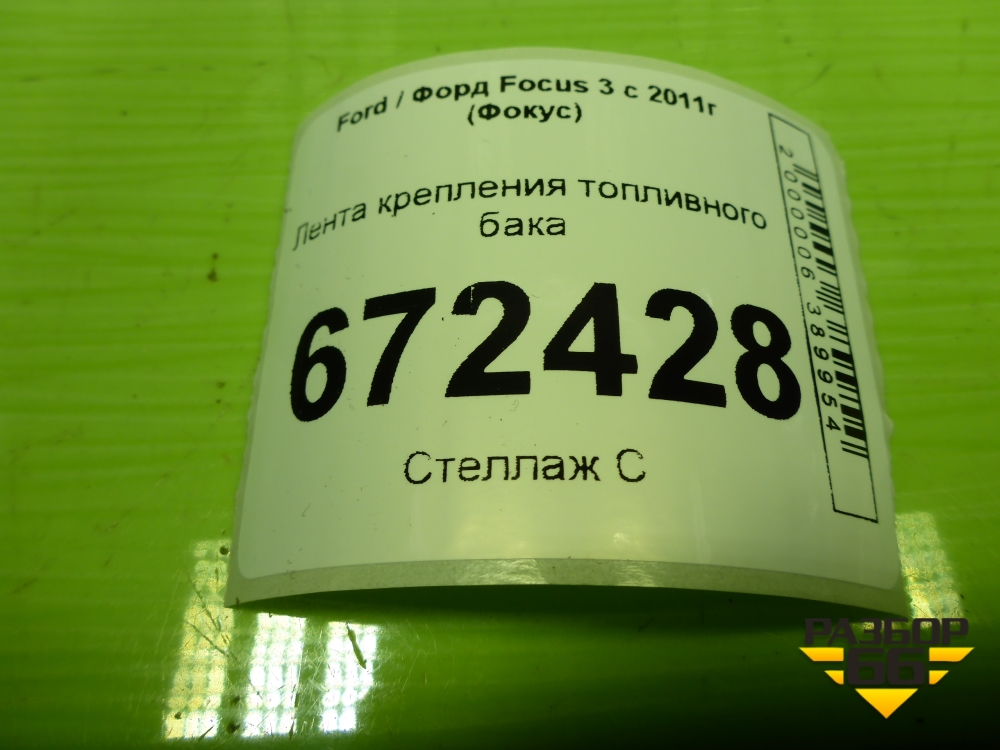 Ford / Форд Focus 3 с 2011г
(Фокус)
Лента крепления топливного
бака
672428
Стеллаж С
2000006389954
РАЗБОР
66